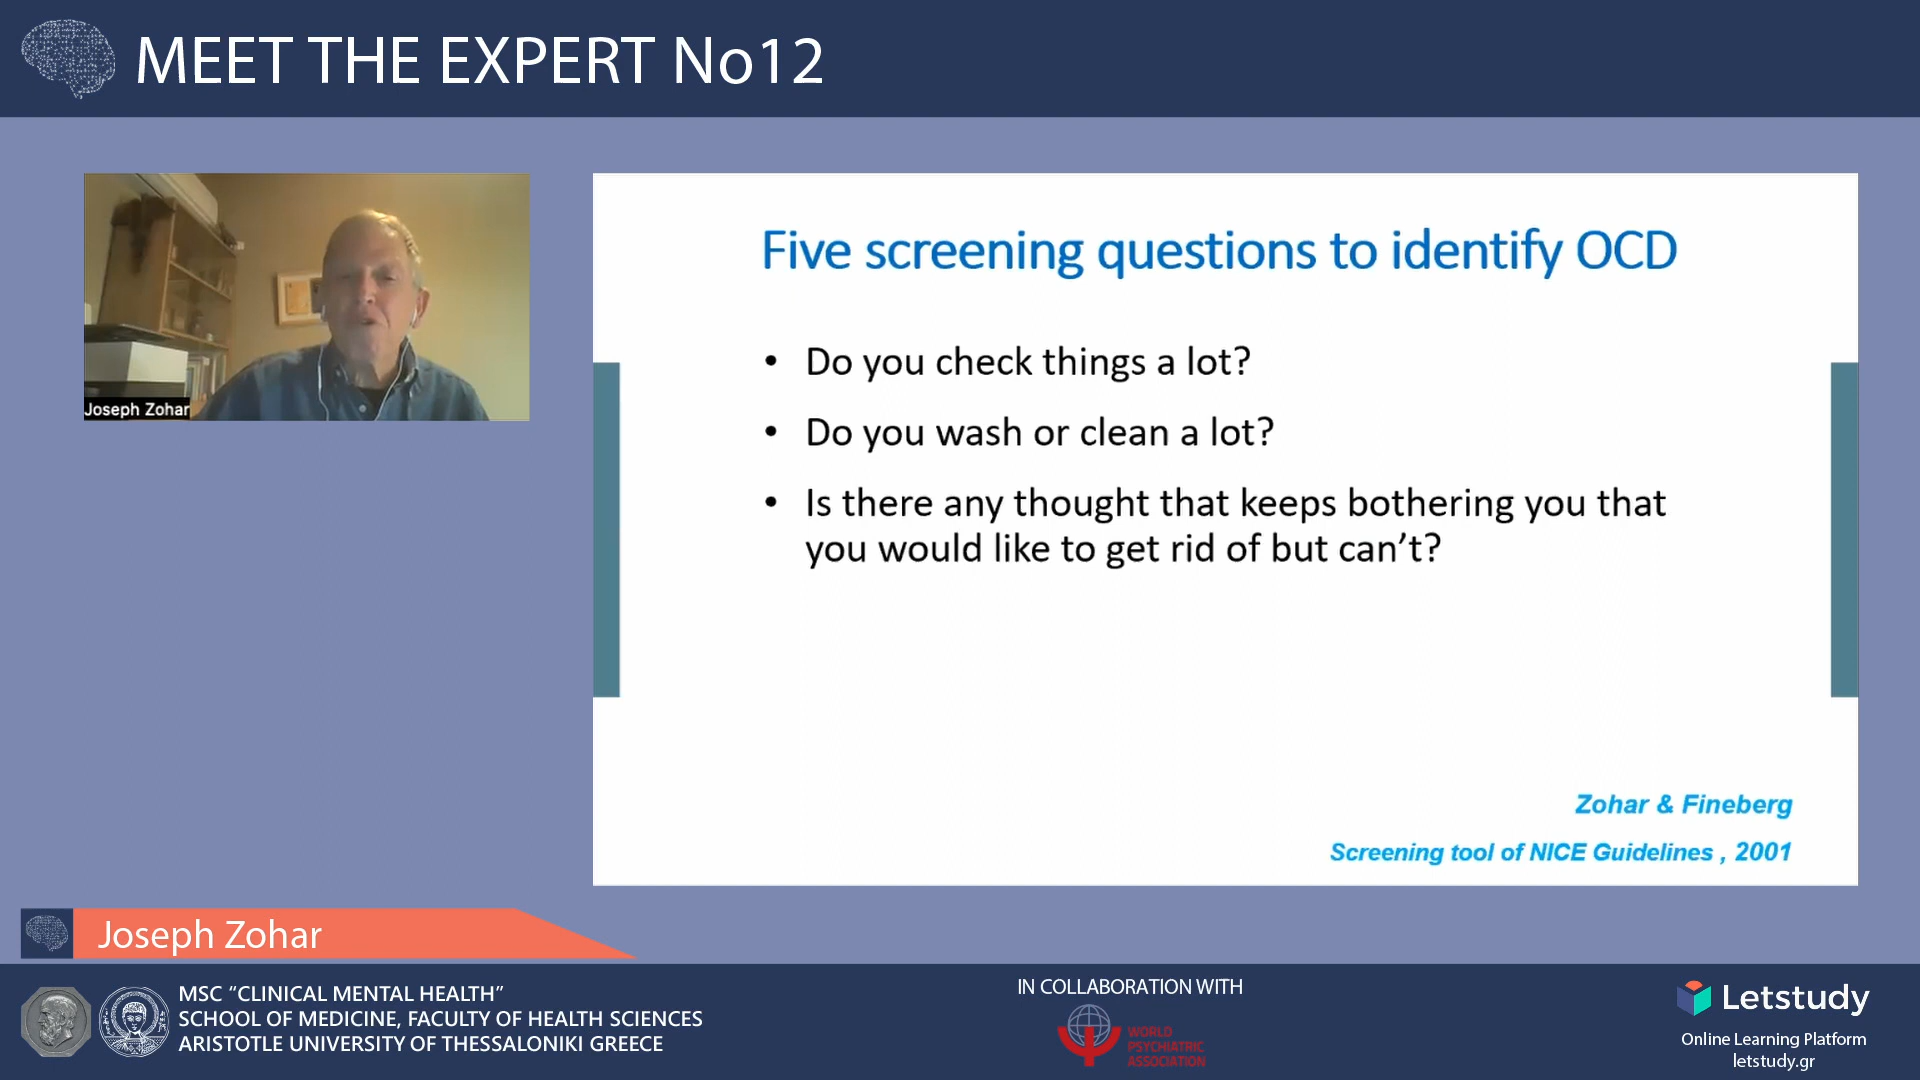 MEET THE EXPERT No12
Joseph Zohar
Five screening questions to identify OCD
• Do you check things a lot?
• Do you wash or clean a lot?
• Is there any thought that keeps bothering you that
you would like to get rid of but can’t?
Zohar & Fineberg
Screening tool of NICE Guidelines , 2001
Joseph Zohar
MSC “CLINICAL MENTAL HEALTH”
SCHOOL OF MEDICINE, FACULTY OF HEALTH SCIENCES
ARISTOTLE UNIVERSITY OF THESSALONIKI GREECE
IN COLLABORATION WITH
WORLD
PSYCHIATRIC
ASSOCIATION
Letstudy
Online Learning Platform
letstudy.gr